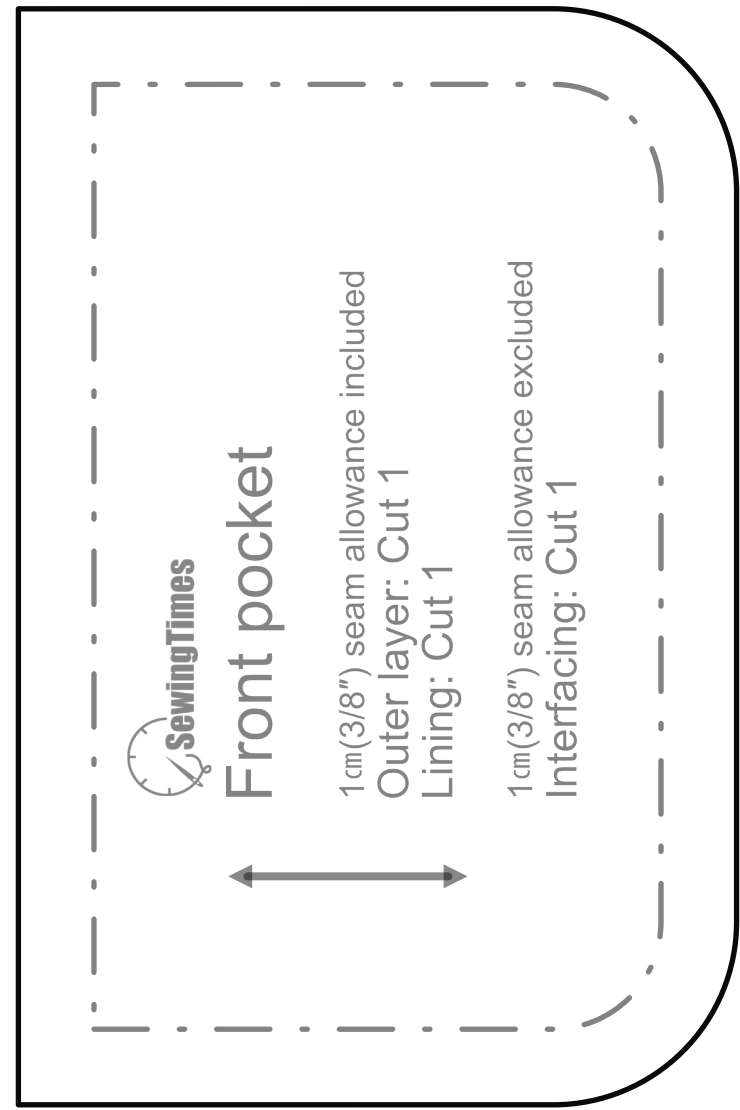 SewingTimes
Front pocket
1㎝(3/8″) seam allowance included
Outer layer: Cut 1
Lining: Cut 1
1㎝(3/8″) seam allowance excluded
Interfacing: Cut 1